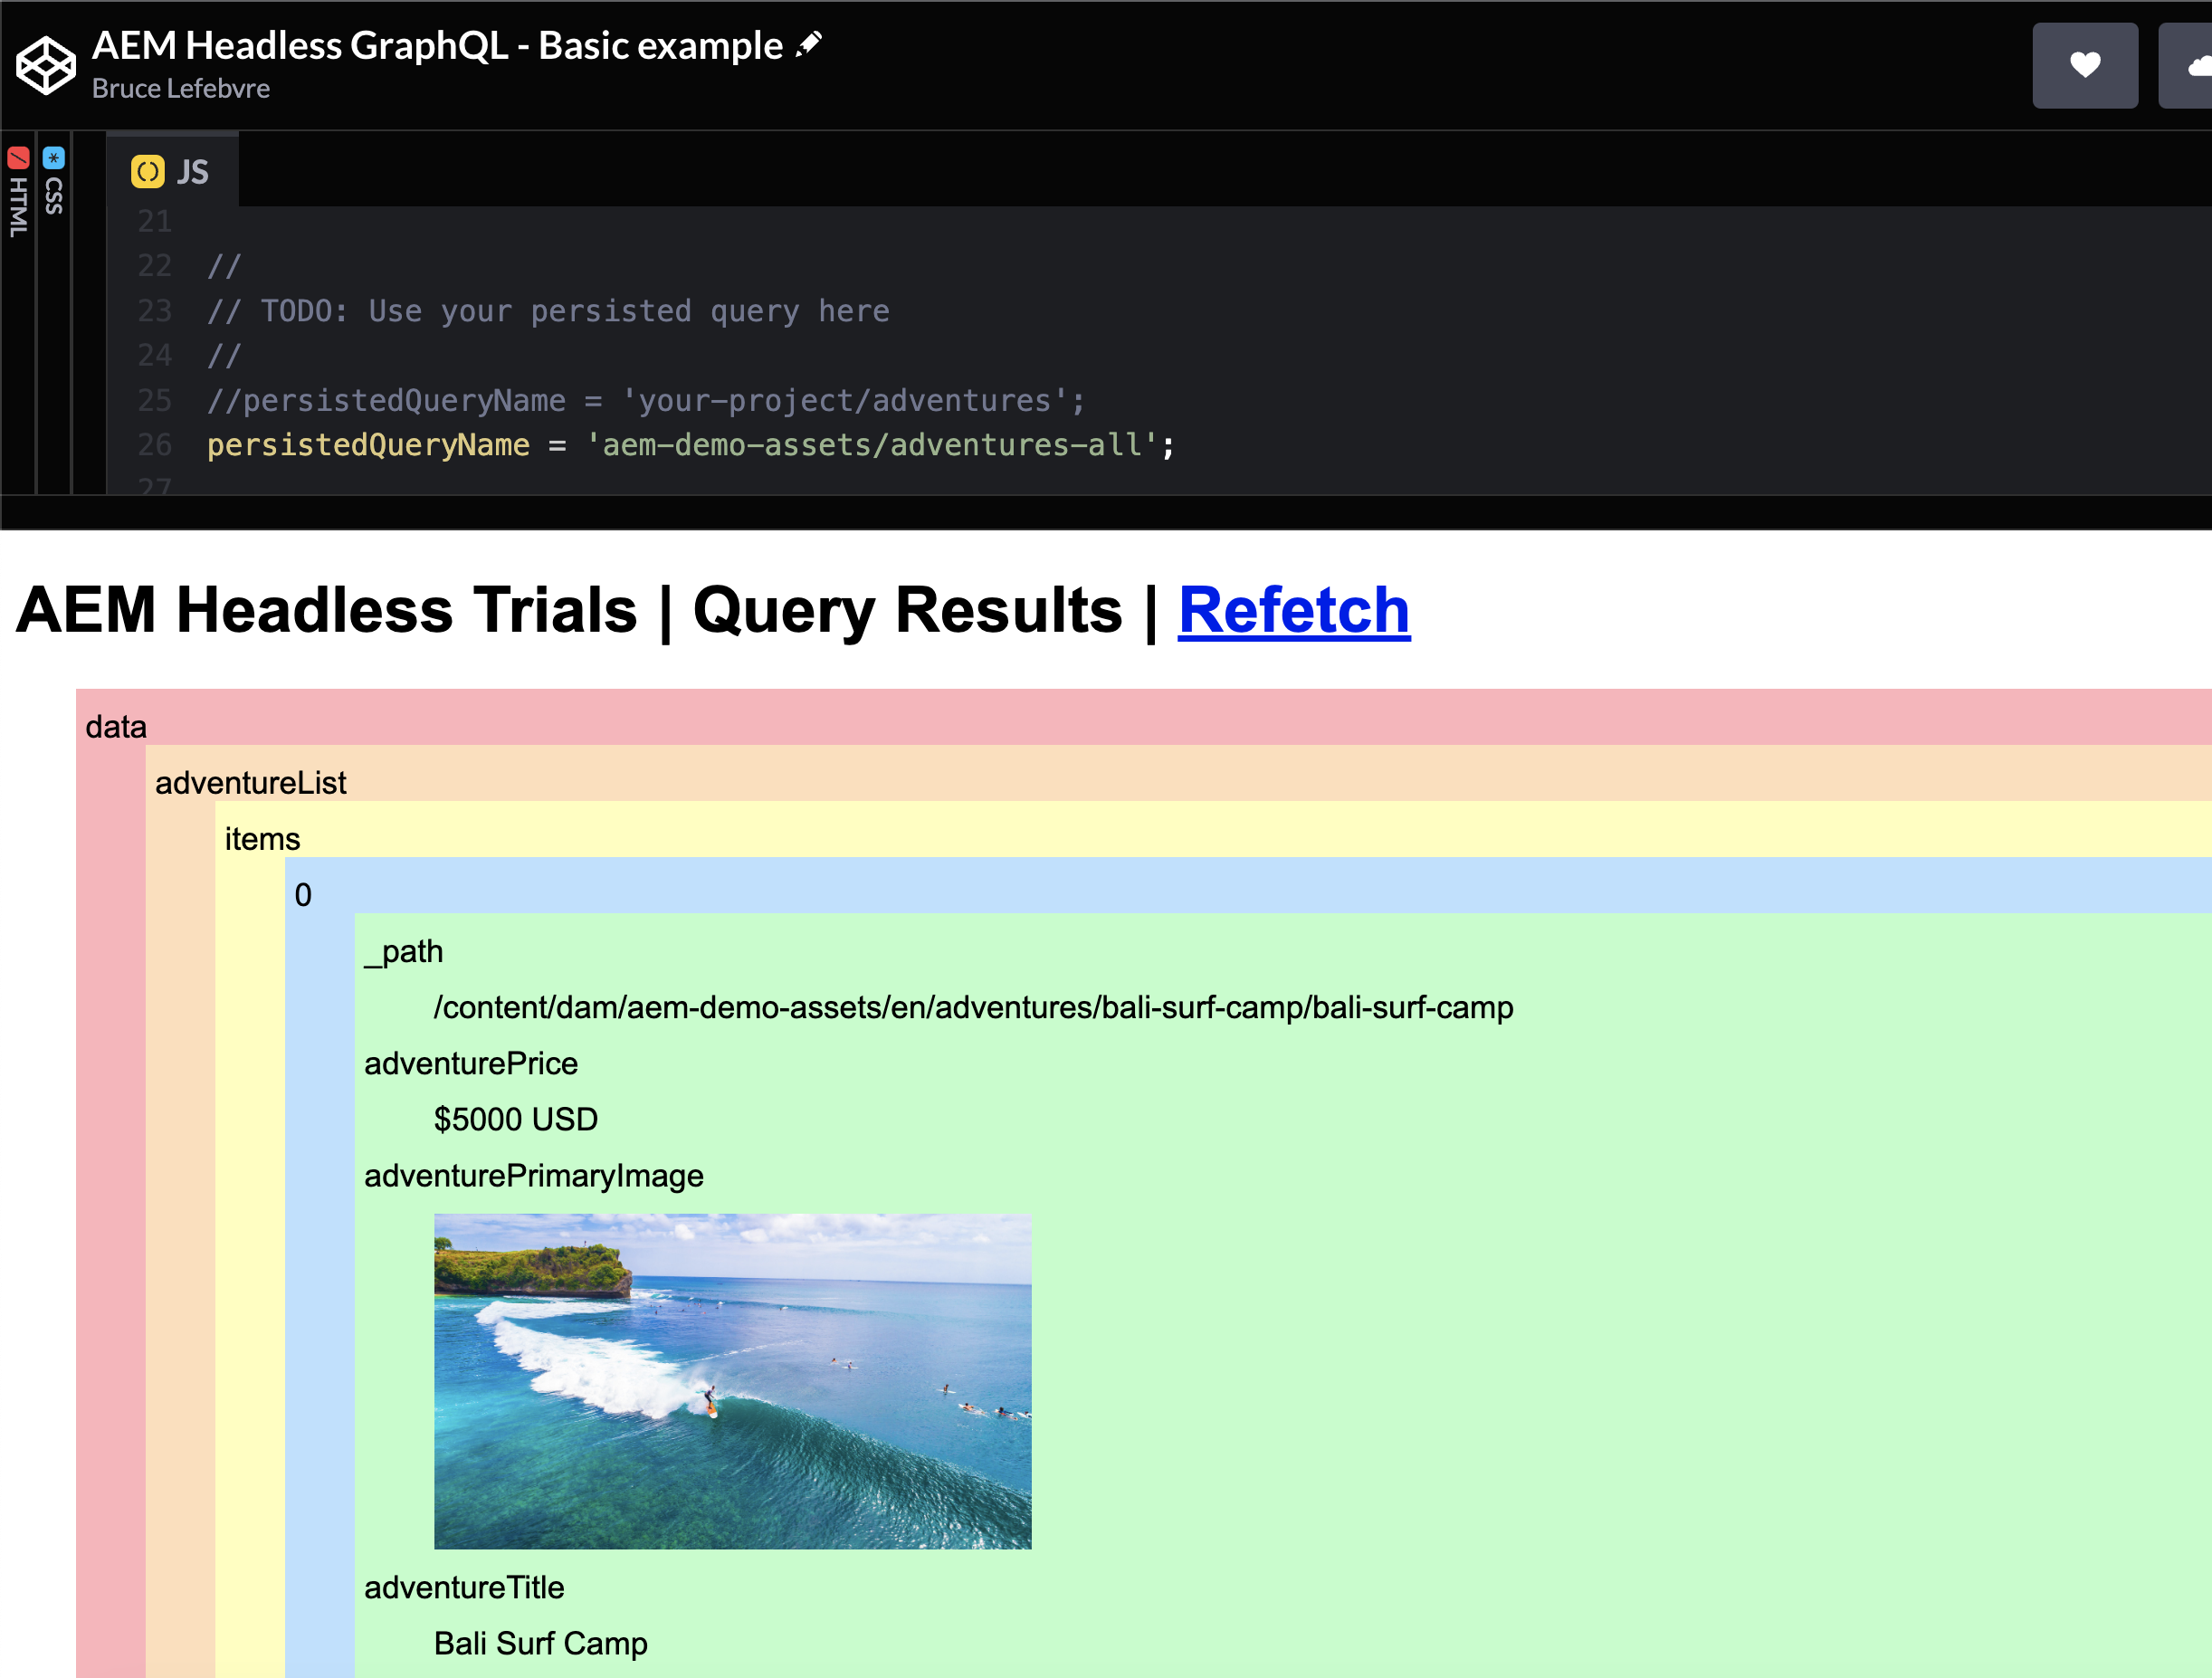 AEM Headless GraphQL - Basic example
Bruce Lefebvre
HTML
CSS
JS
21
22 //
23 // TODO: Use your persisted query here
24 //
25 //persistedQueryName = 'your-project/adventures';
26 persistedQueryName = 'aem-demo-assets/adventures-all';
27
AEM Headless Trials | Query Results | Refetch
data
adventureList
items
0
_path
/content/dam/aem-demo-assets/en/adventures/bali-surf-camp/bali-surf-camp
adventurePrice
$5000 USD
adventurePrimaryImage
adventureTitle
Bali Surf Camp